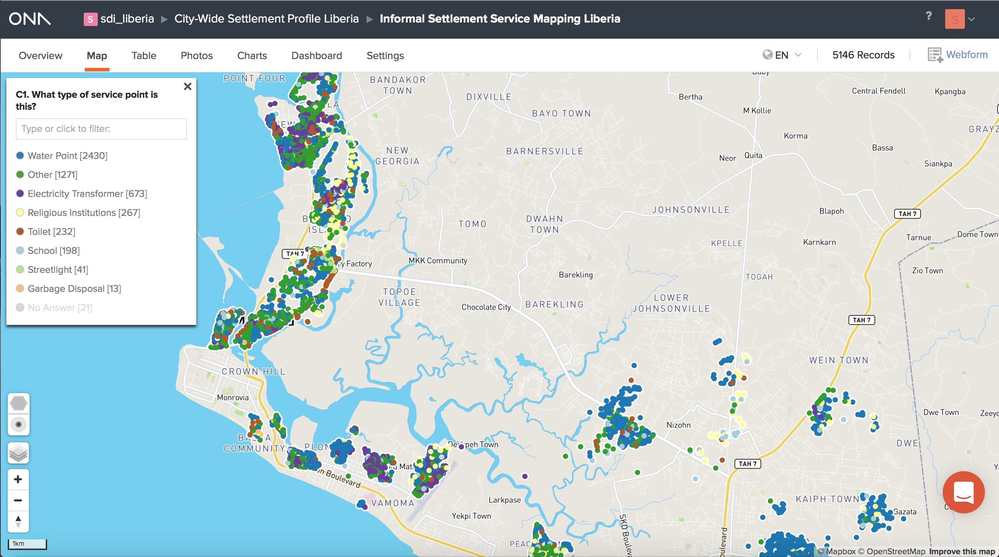 ONA
S sdi_liberia ▶ City-Wide Settlement Profile Liberia ▶ Informal Settlement Service Mapping Liberia
? S
Overview Map Table Photos Charts Dashboard Settings
EN 5146 Records Webform
C1. What type of service point is
this?
Type or click to filter:
Water Point [2430]
Other [1271]
Electricity Transformer [673]
Religious Institutions [267]
Toilet [232]
School [198]
Streetlight [41]
Garbage Disposal [13]
No Answer [21]
POINT FOUR
BANDAKOR
TOWN
DIXVILLE
BAYO TOWN
Baby
Bertha
Central Fendell
Kpangba
M Kollie
GRAYZ
Korma
Bassa
NEW
GEORGIA
BARNERSVILLE
Neor
Quita
Siankpa
JOHNSONVILLE
TAH 7
Blapoh
TOMO
DWAHN
TOWN
Tarnue
Dome Town
KPELLE
Karnkarn
TAH 7
ry Factory
MKK Community
Barekling
TOGAH
Zio Town
TOPOE
VILLAGE
Chocolate City
BAREKLING
LOWER
JOHNSONVILLE
TAH 7
WEIN TOWN
CROWN HILL
Monrovia
Nizohn
Dwe Town
Zeeyc
COMMUNITY
PLON
peh Town
DWE
TAH 7
Mat
in Boulevard
Larkpase
VAMOMA
KAIPH TOWN
Gazata
Yekpi Town
SKD Bouleva
oulevard
PEAC
+
−
1km
© Mapbox © OpenStreetMap Improve this map